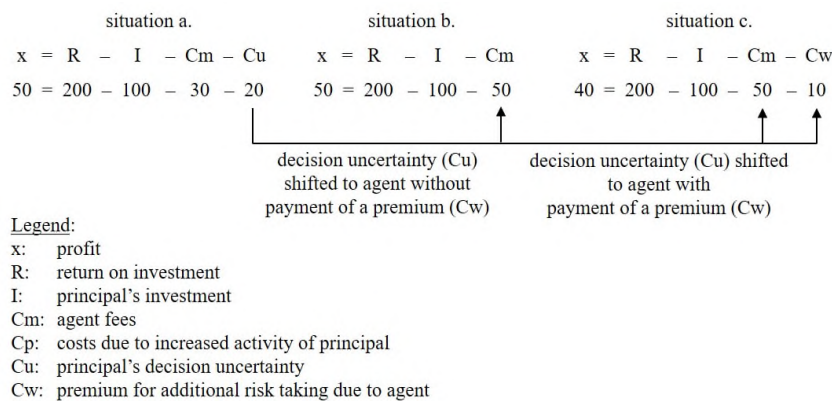 situation a. situation b. situation c.
x = R – I – Cm – Cu x = R – I – Cm x = R – I – Cm – Cw
50 = 200 – 100 – 30 – 20 50 = 200 – 100 – 50 40 = 200 – 100 – 50 – 10
decision uncertainty (Cu)
shifted to agent without
payment of a premium (Cw)
decision uncertainty (Cu) shifted
to agent with
payment of a premium (Cw)
Legend:
x: profit
R: return on investment
I: principal's investment
Cm: agent fees
Cp: costs due to increased activity of principal
Cu: principal's decision uncertainty
Cw: premium for additional risk taking due to agent